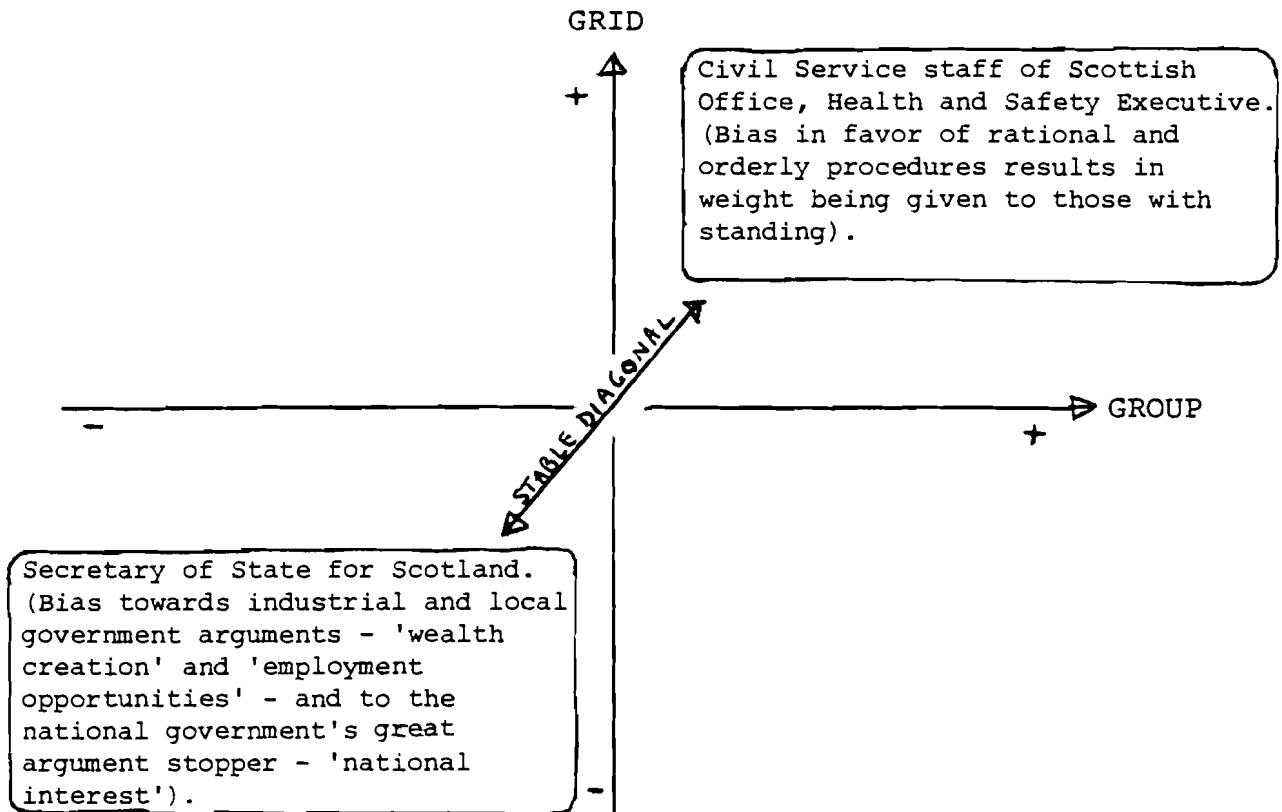 GRID
+
Civil Service staff of Scottish
Office, Health and Safety Executive.
(Bias in favor of rational and
orderly procedures results in
weight being given to those with
standing).
STABLE DIAGONAL
GROUP
-
+
Secretary of State for Scotland.
(Bias towards industrial and local
government arguments - 'wealth
creation' and 'employment
opportunities' - and to the
national government's great
argument stopper - 'national
interest').
-